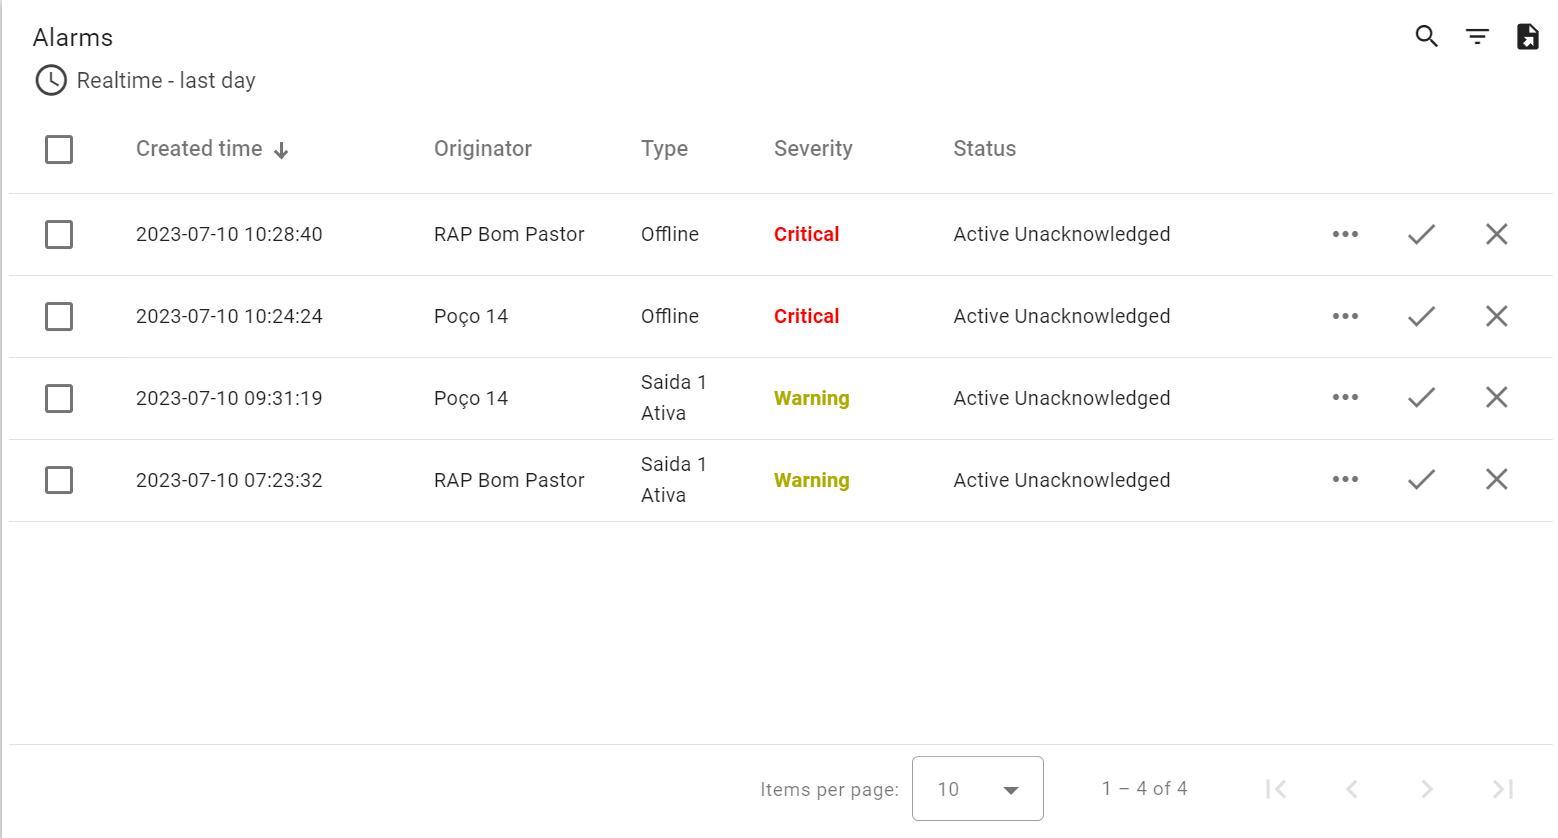 Alarms
Realtime - last day
Created time Originator Type Severity Status
2023-07-10 10:28:40 RAP Bom Pastor Offline Critical Active Unacknowledged
2023-07-10 10:24:24 Poço 14 Offline Critical Active Unacknowledged
2023-07-10 09:31:19 Poço 14 Saida 1 Ativa Warning Active Unacknowledged
2023-07-10 07:23:32 RAP Bom Pastor Saida 1 Ativa Warning Active Unacknowledged
Items per page: 10 1 – 4 of 4